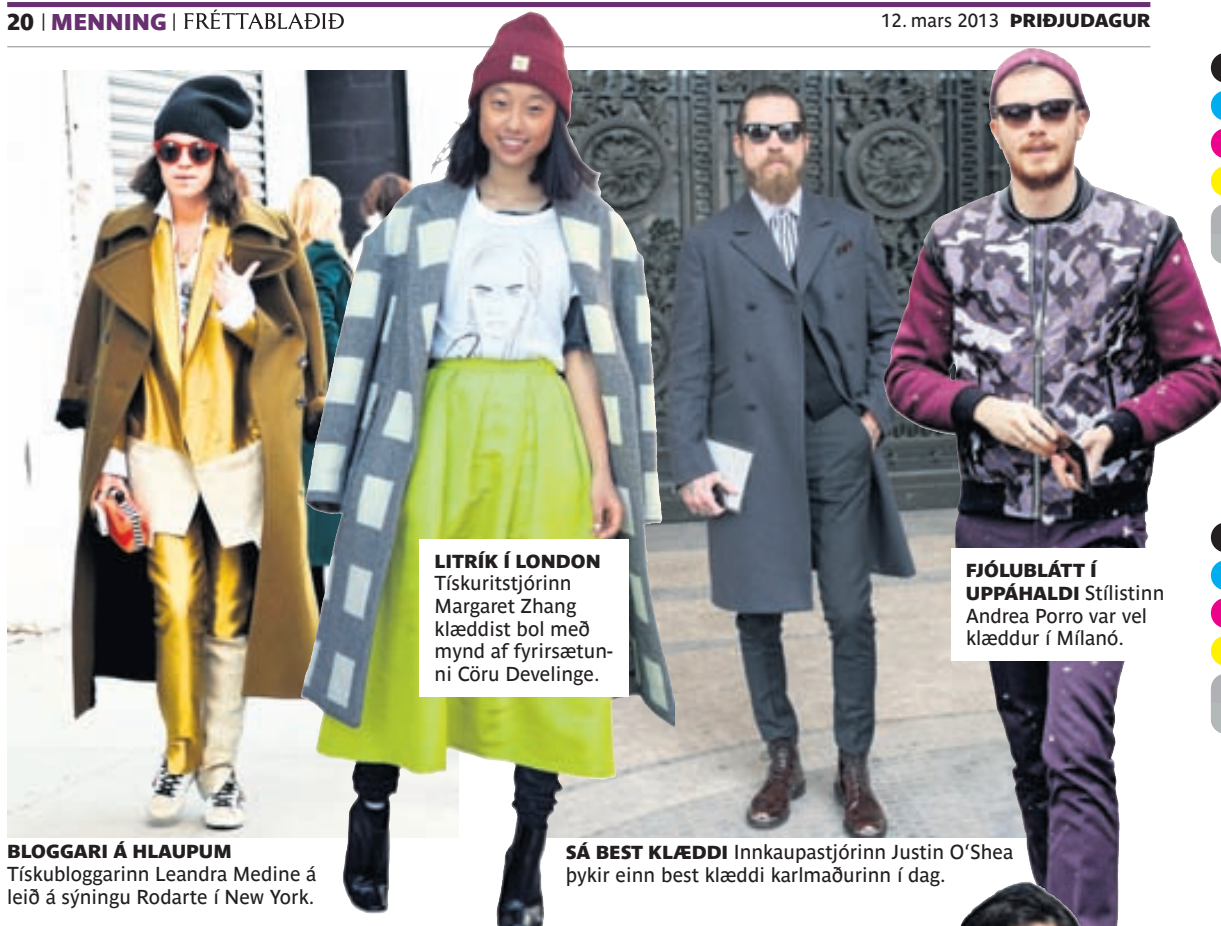 20 | MENNING | FRÉTTABLAÐIÐ
12. mars 2013 ÞRIÐJUDAGUR
LITRÍK Í LONDON
Tískuritstjórinn
Margaret Zhang
klæddist bol með
mynd af fyrirsætun-
ni Cöru Develinge.
FJÓLUBLÁTT Í
UPPÁHALDI Stílistinn
Andrea Porro var vel
klæddur í Mílanó.
BLOGGARI Á HLAUPUM
Tískubloggarinn Leandra Medine á
leið á sýningu Rodarte í New York.
SÁ BEST KLÆDDI Innkaupastjórinn Justin O‘Shea
þykir einn best klæddi karlmaðurinn í dag.